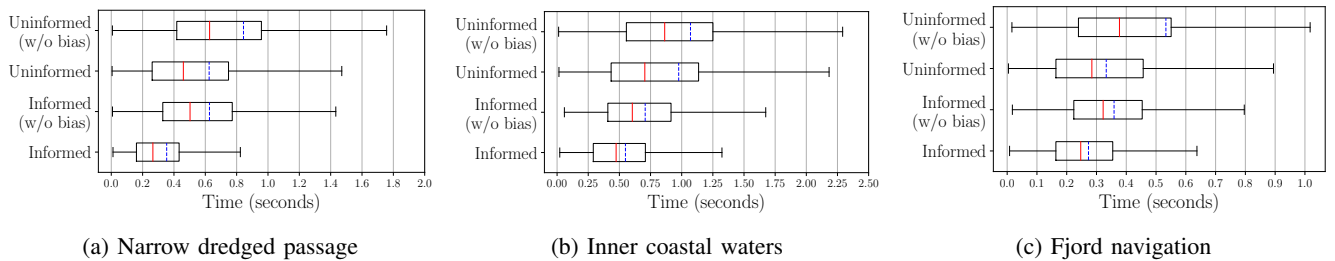 Uninformed
(w/o bias)
Uninformed
Informed
(w/o bias)
Informed
0.0 0.2 0.4 0.6 0.8 1.0 1.2 1.4 1.6 1.8 2.0
Time (seconds)
(a) Narrow dredged passage
Uninformed
(w/o bias)
Uninformed
Informed
(w/o bias)
Informed
0.00 0.25 0.50 0.75 1.00 1.25 1.50 1.75 2.00 2.25 2.50
Time (seconds)
(b) Inner coastal waters
Uninformed
(w/o bias)
Uninformed
Informed
(w/o bias)
Informed
0.0 0.1 0.2 0.3 0.4 0.5 0.6 0.7 0.8 0.9 1.0
Time (seconds)
(c) Fjord navigation